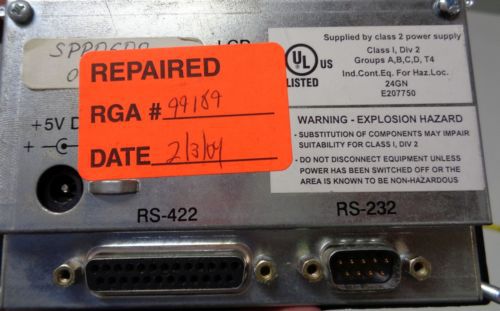 SPPDG00
0
LCD
REPAIRED
RGA # 99189
DATE 2/3/04
+5V D
UL
US
LISTED
Supplied by class 2 power supply
Class I, Div 2
Groups A,B,C,D, T4
Ind.Cont.Eq. For Haz.Loc.
24GN
E207750
WARNING - EXPLOSION HAZARD
- SUBSTITUTION OF COMPONENTS MAY IMPAIR
SUITABILITY FOR CLASS I, DIV 2
- DO NOT DISCONNECT EQUIPMENT UNLESS
POWER HAS BEEN SWITCHED OFF OR THE
AREA IS KNOWN TO BE NON-HAZARDOUS
RS-422
RS-232